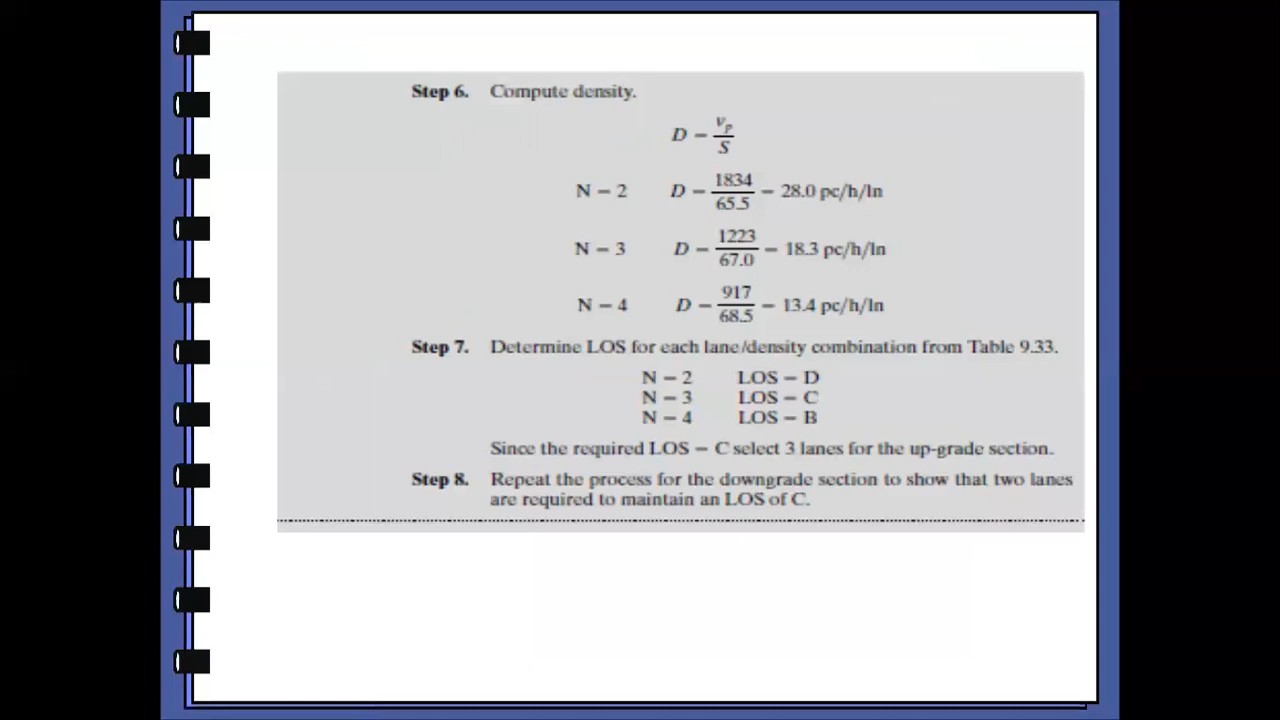 Step 6. Compute density.
D = v_p / S
N = 2 D = 1834 / 65.5 = 28.0 pc/h/ln
N = 3 D = 1223 / 67.0 = 18.3 pc/h/ln
N = 4 D = 917 / 68.5 = 13.4 pc/h/ln
Step 7. Determine LOS for each lane/density combination from Table 9.33.
N = 2 LOS = D
N = 3 LOS = C
N = 4 LOS = B
Since the required LOS = C select 3 lanes for the up-grade section.
Step 8. Repeat the process for the downgrade section to show that two lanes
are required to maintain an LOS of C.